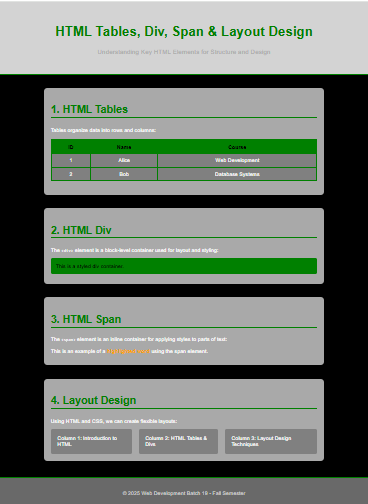 HTML Tables, Div, Span & Layout Design
Understanding Key HTML Elements for Structure and Design
1. HTML Tables
Tables organize data into rows and columns:
ID Name Course
1 Alice Web Development
2 Bob Database Systems
2. HTML Div
The <div> element is a block-level container used for layout and styling:
This is a styled div container.
3. HTML Span
The <span> element is an inline container for applying styles to parts of text:
This is an example of a using the span element.
4. Layout Design
Using HTML and CSS, we can create flexible layouts:
Column 1: Introduction to
HTML
Column 2: HTML Tables &
Divs
Column 3: Layout Design
Techniques
© 2025 Web Development Batch 19 - Fall Semester